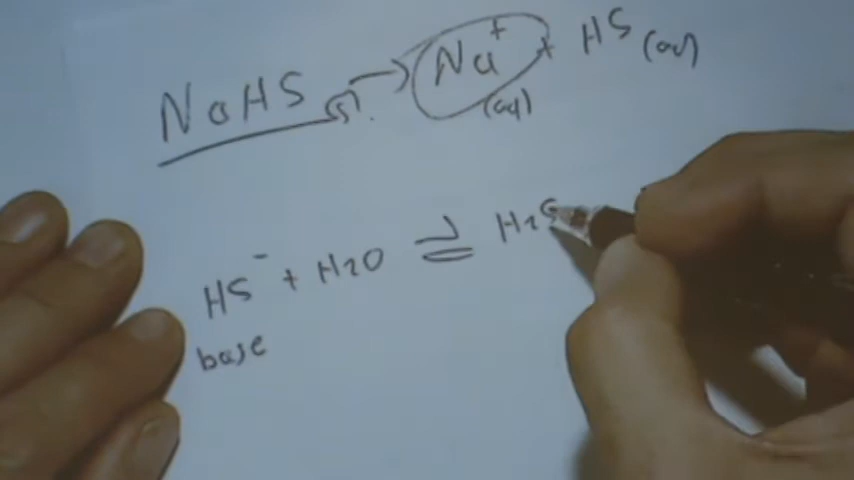 NaHS (s) → Na+ (aq) + HS (aq)
HS- + H2O ⇌ H2S
base